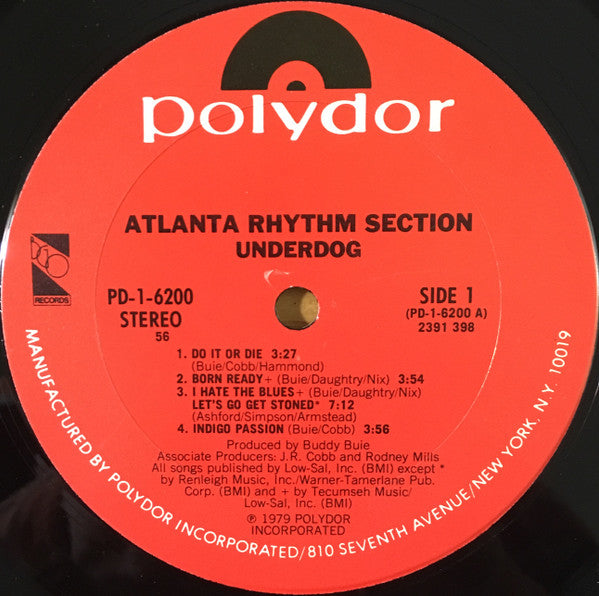 polydor
ATLANTA RHYTHM SECTION
UNDERDOG
RECORDS
PD-1-6200
STEREO
56
SIDE 1
(PD-1-6200 A)
2391 398
1. DO IT OR DIE 3:27
(Buie/Cobb/Hammond)
2. BORN READY+ (Buie/Daughtry/Nix) 3:54
3. I HATE THE BLUES+ (Buie/Daughtry/Nix)
LET'S GO GET STONED* 7:12
(Ashford/Simpson/Armstead)
4. INDIGO PASSION (Buie/Cobb) 3:56
Produced by Buddy Buie
Associate Producers: J.R. Cobb and Rodney Mills
All songs published by Low-Sal, Inc. (BMI) except *
by Renleigh Music, Inc./Warner-Tamerlane Pub.
Corp. (BMI) and + by Tecumseh Music/
Low-Sal, Inc. (BMI)
℗ 1979 POLYDOR
INCORPORATED
MANUFACTURED BY POLYDOR INCORPORATED/810 SEVENTH AVENUE/NEW YORK, N.Y. 10019